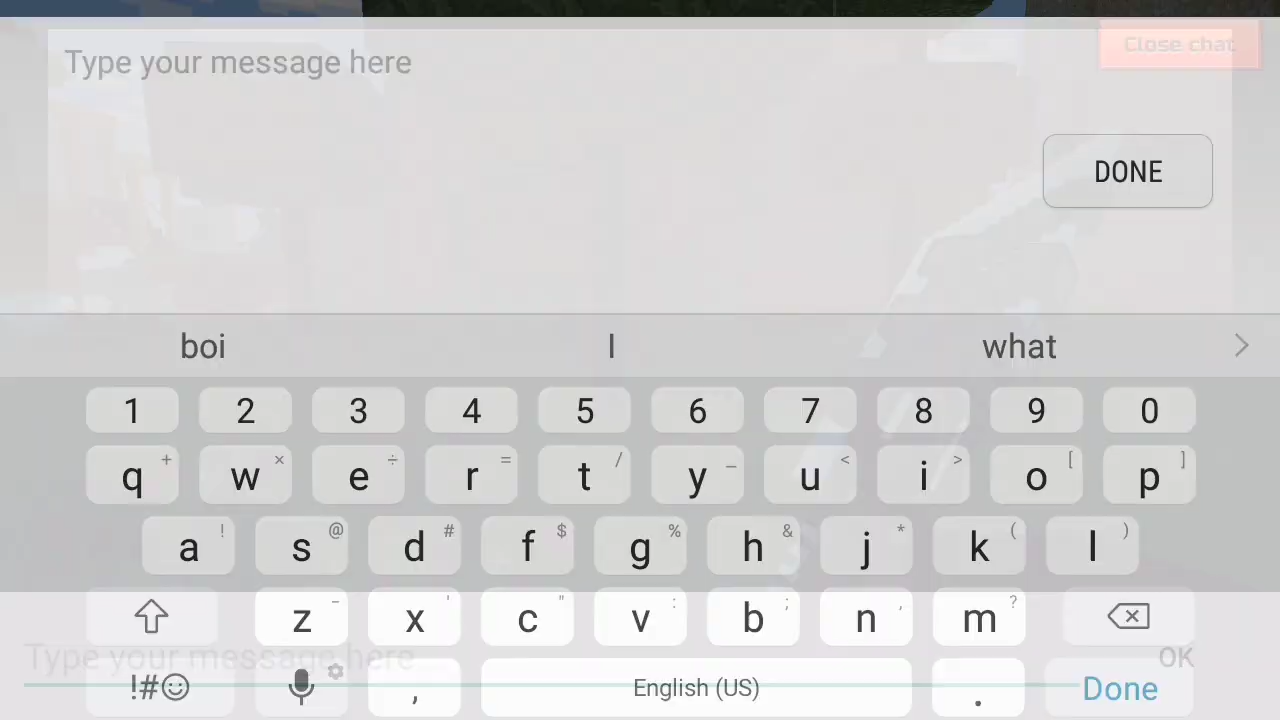 Close chat
Type your message here
DONE
boi I what
1 2 3 4 5 6 7 8 9 0
q + w × e ÷ r = t / y _ u < i > o [ p ]
a ! s @ d # f $ g % h & j * k ( l )
z - x ' c " v : b ; n , m ?
Type your message here OK
!#☺ , English (US) . Done